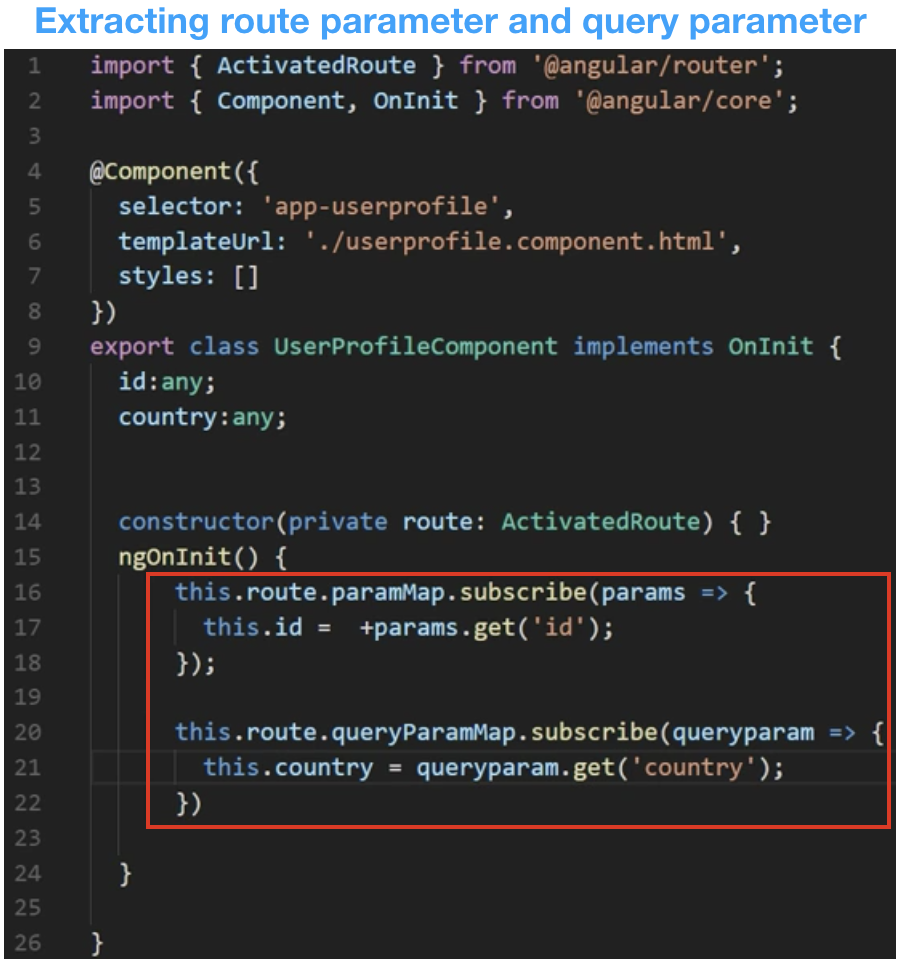 Extracting route parameter and query parameter
1 import { ActivatedRoute } from '@angular/router';
2 import { Component, OnInit } from '@angular/core';
3
4 @Component({
5   selector: 'app-userprofile',
6   templateUrl: './userprofile.component.html',
7   styles: []
8 })
9 export class UserProfileComponent implements OnInit {
10   id:any;
11   country:any;
12
13
14   constructor(private route: ActivatedRoute) { }
15   ngOnInit() {
16       this.route.paramMap.subscribe(params => {
17         this.id =  +params.get('id');
18       });
19
20       this.route.queryParamMap.subscribe(queryparam => {
21         this.country = queryparam.get('country');
22       })
23
24   }
25
26 }